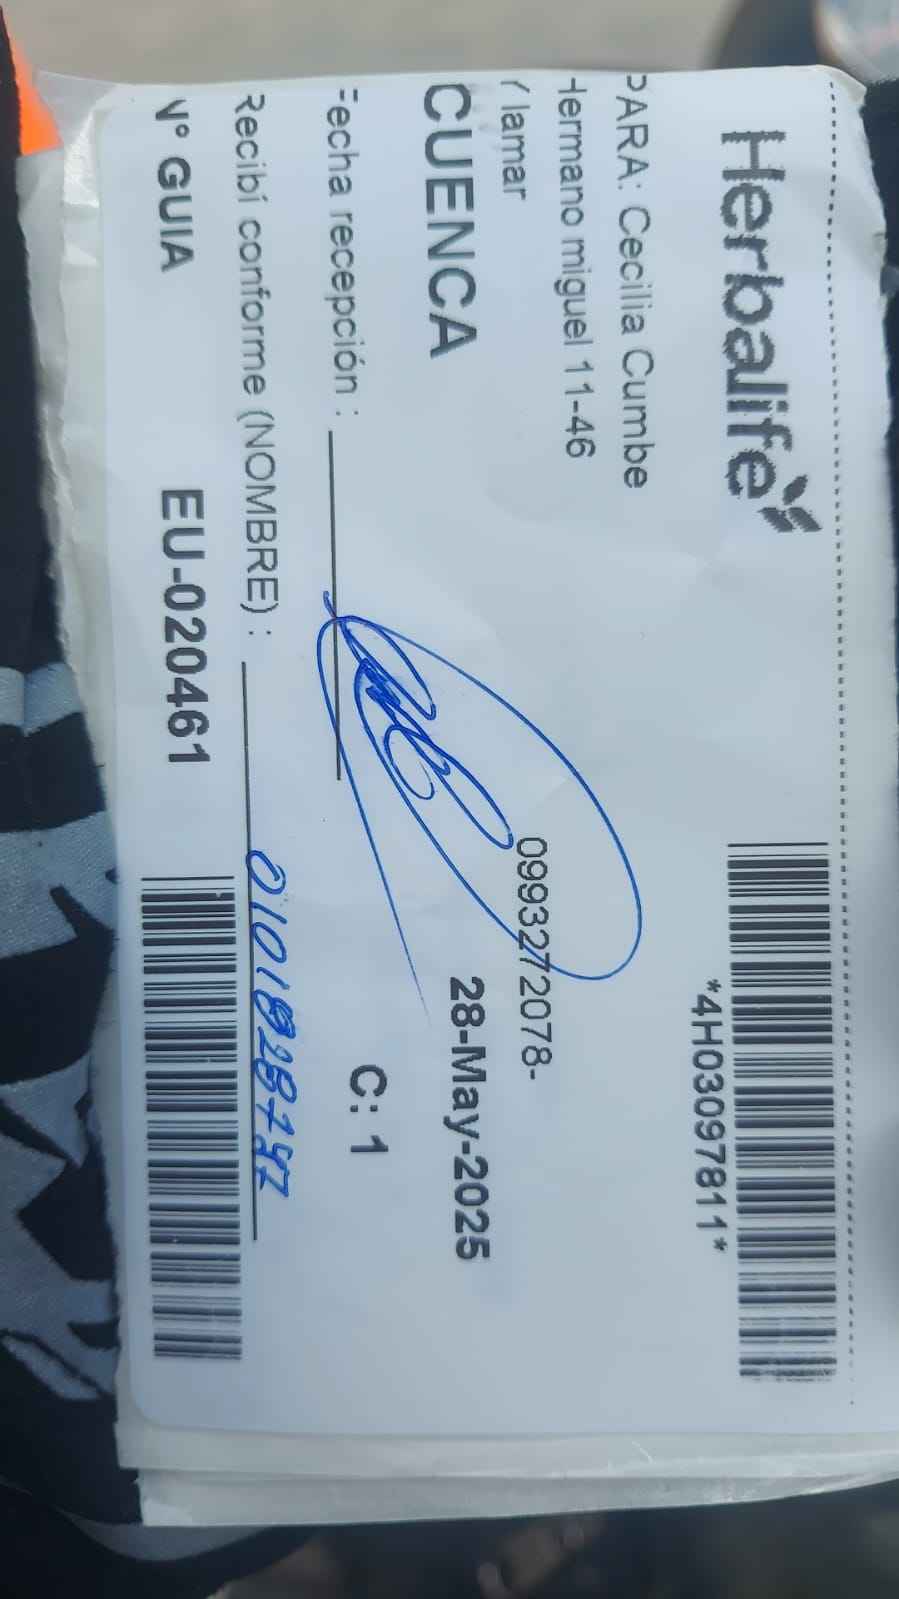 Herbalife
*4H03097811*
PARA: Cecilia Cumbe
Hermano miguel 11-46
Y lamar
0993272078-
CUENCA
28-May-2025
Fecha recepción :
C: 1
Recibí conforme (NOMBRE) :
N° GUIA
EU-020461